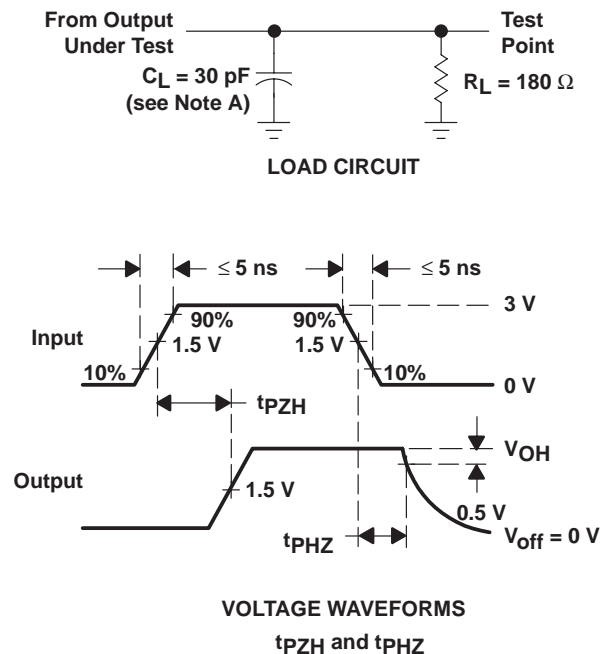 From Output
Under Test
Test
Point
CL = 30 pF
(see Note A)
RL = 180 Ω
LOAD CIRCUIT
≤ 5 ns
≤ 5 ns
3 V
90%
90%
Input
1.5 V
1.5 V
10%
10%
0 V
tPZH
VOH
Output
1.5 V
0.5 V
tPHZ
Voff = 0 V
VOLTAGE WAVEFORMS
tPZH and tPHZ